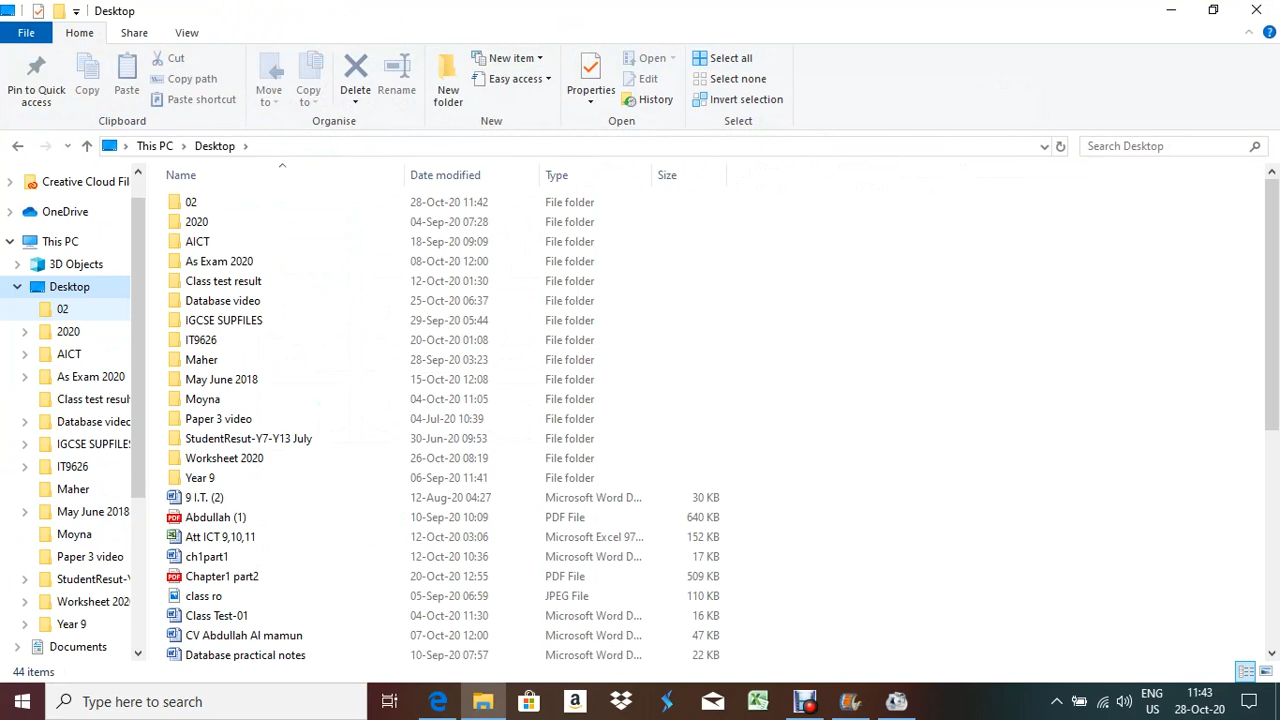 Desktop
File Home Share View
Pin to Quick access
Copy
Paste
Cut
Copy path
Paste shortcut
Clipboard
Move to
Copy to
Delete
Rename
Organise
New folder
New item
Easy access
New
Properties
Open
Edit
History
Open
Select all
Select none
Invert selection
Select
This PC > Desktop >
Search Desktop
Creative Cloud Fil
OneDrive
This PC
3D Objects
Desktop
02
2020
AICT
As Exam 2020
Class test resul
Database video
IGCSE SUPFILES
IT9626
Maher
May June 2018
Moyna
Paper 3 video
StudentResut-Y
Worksheet 2020
Year 9
Documents
Name Date modified Type Size
02 28-Oct-20 11:42 File folder
2020 04-Sep-20 07:28 File folder
AICT 18-Sep-20 09:09 File folder
As Exam 2020 08-Oct-20 12:00 File folder
Class test result 12-Oct-20 01:30 File folder
Database video 25-Oct-20 06:37 File folder
IGCSE SUPFILES 29-Sep-20 05:44 File folder
IT9626 20-Oct-20 01:08 File folder
Maher 28-Sep-20 03:23 File folder
May June 2018 15-Oct-20 12:08 File folder
Moyna 04-Oct-20 11:05 File folder
Paper 3 video 04-Jul-20 10:39 File folder
StudentResut-Y7-Y13 July 30-Jun-20 09:53 File folder
Worksheet 2020 26-Oct-20 08:19 File folder
Year 9 06-Sep-20 11:41 File folder
9 I.T. (2) 12-Aug-20 04:27 Microsoft Word D... 30 KB
Abdullah (1) 10-Sep-20 10:09 PDF File 640 KB
Att ICT 9,10,11 12-Oct-20 03:06 Microsoft Excel 97... 152 KB
ch1part1 12-Oct-20 10:36 Microsoft Word D... 17 KB
Chapter1 part2 20-Oct-20 12:55 PDF File 509 KB
class ro 05-Sep-20 06:59 JPEG File 110 KB
Class Test-01 04-Oct-20 11:30 Microsoft Word D... 16 KB
CV Abdullah Al mamun 07-Oct-20 12:00 Microsoft Word D... 47 KB
Database practical notes 10-Sep-20 07:57 Microsoft Word D... 22 KB
44 items
Type here to search
ENG
US
11:43
28-Oct-20